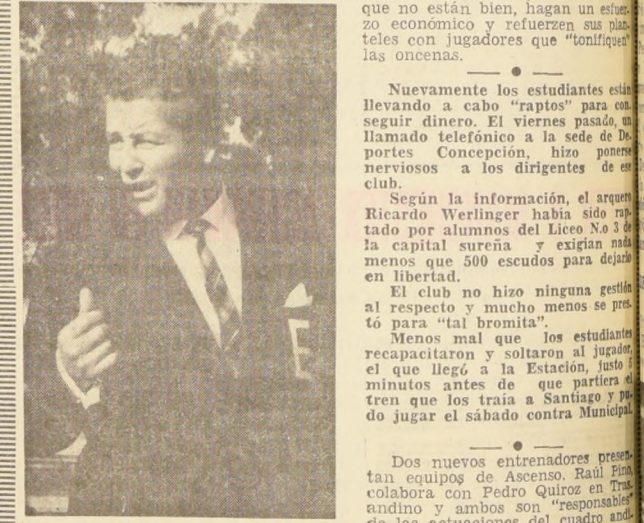 que no están bien, hagan un esfuer-
zo económico y refuerzen sus plan-
teles con jugadores que "tonifiquen"
las oncenas.
Nuevamente los estudiantes están
llevando a cabo "raptos" para con-
seguir dinero. El viernes pasado, un
llamado telefónico a la sede de De-
portes Concepción, hizo ponerse
nerviosos a los dirigentes de ese
club.
Según la información, el arquero
Ricardo Werlinger había sido rap-
tado por alumnos del Liceo N.o 3 de
la capital sureña y exigían nada
menos que 500 escudos para dejarlo
en libertad.
El club no hizo ninguna gestión
al respecto y mucho menos se pres-
tó para "tal bromita".
Menos mal que los estudiantes
recapacitaron y soltaron al jugador,
el que llegó a la Estación, justo
minutos antes de que partiera el
tren que los traía a Santiago y pu-
do jugar el sábado contra Municipal.
Dos nuevos entrenadores presen-
tan equipos de Ascenso. Raúl Pino,
colabora con Pedro Quiroz en Tras-
andino y ambos son "responsables"
de las actuaciones del cuadro andi-
E